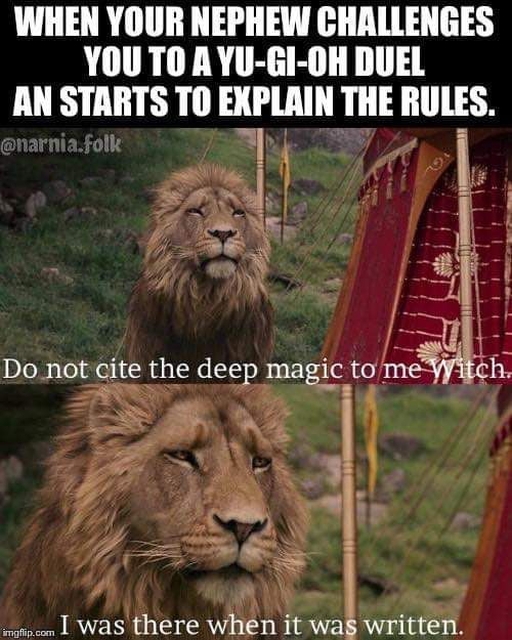 WHEN YOUR NEPHEW CHALLENGES
YOU TO A YU-GI-OH DUEL
AN STARTS TO EXPLAIN THE RULES.
@narnia.folk
Do not cite the deep magic to me Witch.
I was there when it was written.
imgflip.com